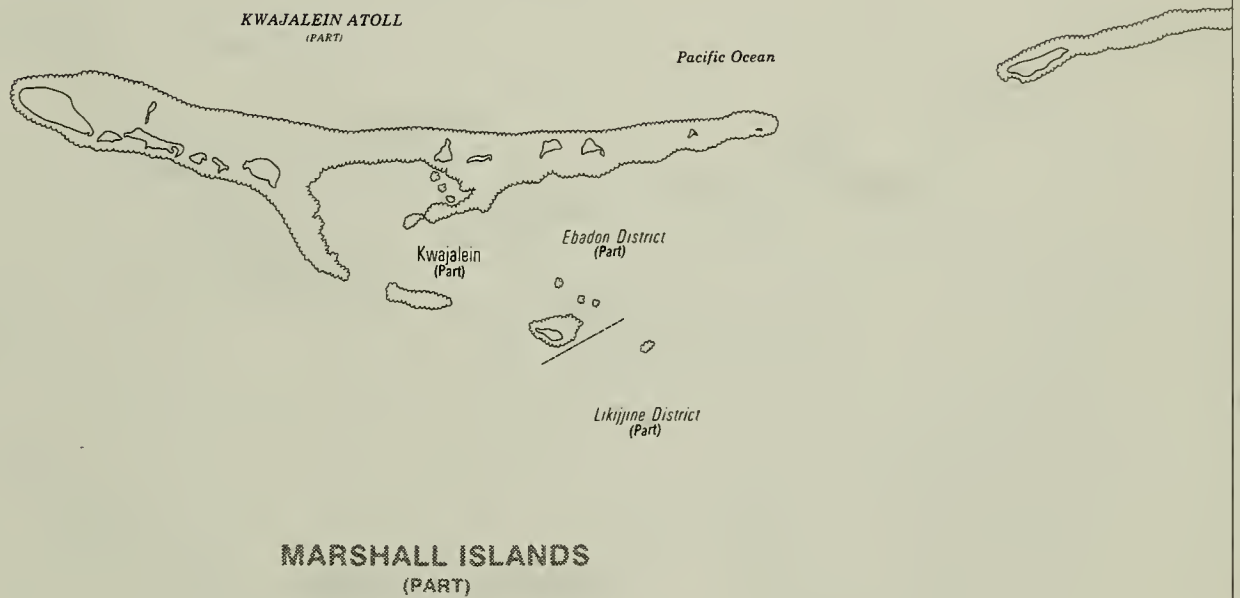 KWAJALEIN ATOLL
(PART)
Pacific Ocean
Ebadon District
(Part)
Kwajalein
(Part)
Likijjine District
(Part)
MARSHALL ISLANDS
(PART)